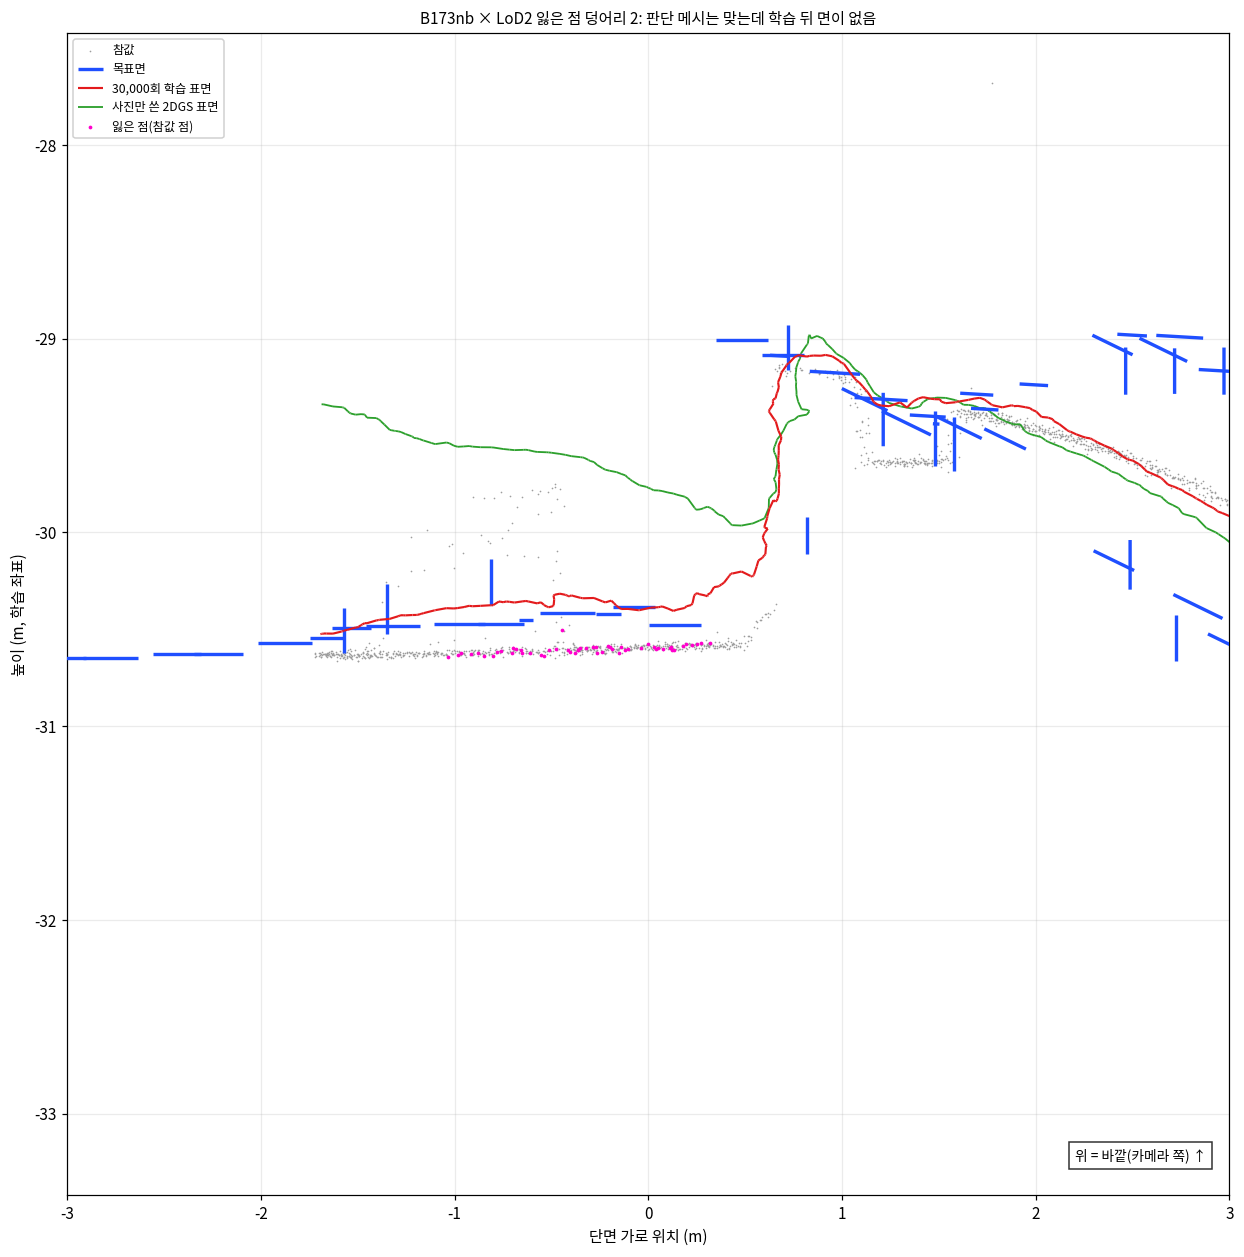 B173nb × LoD2 잃은 점 덩어리 2: 판단 메시는 맞는데 학습 뒤 면이 없음
참값
목표면
30,000회 학습 표면
사진만 쓴 2DGS 표면
잃은 점(참값 점)
높이 (m, 학습 좌표)
-28
-29
-30
-31
-32
-33
위 = 바깥(카메라 쪽) ↑
-3 -2 -1 0 1 2 3
단면 가로 위치 (m)